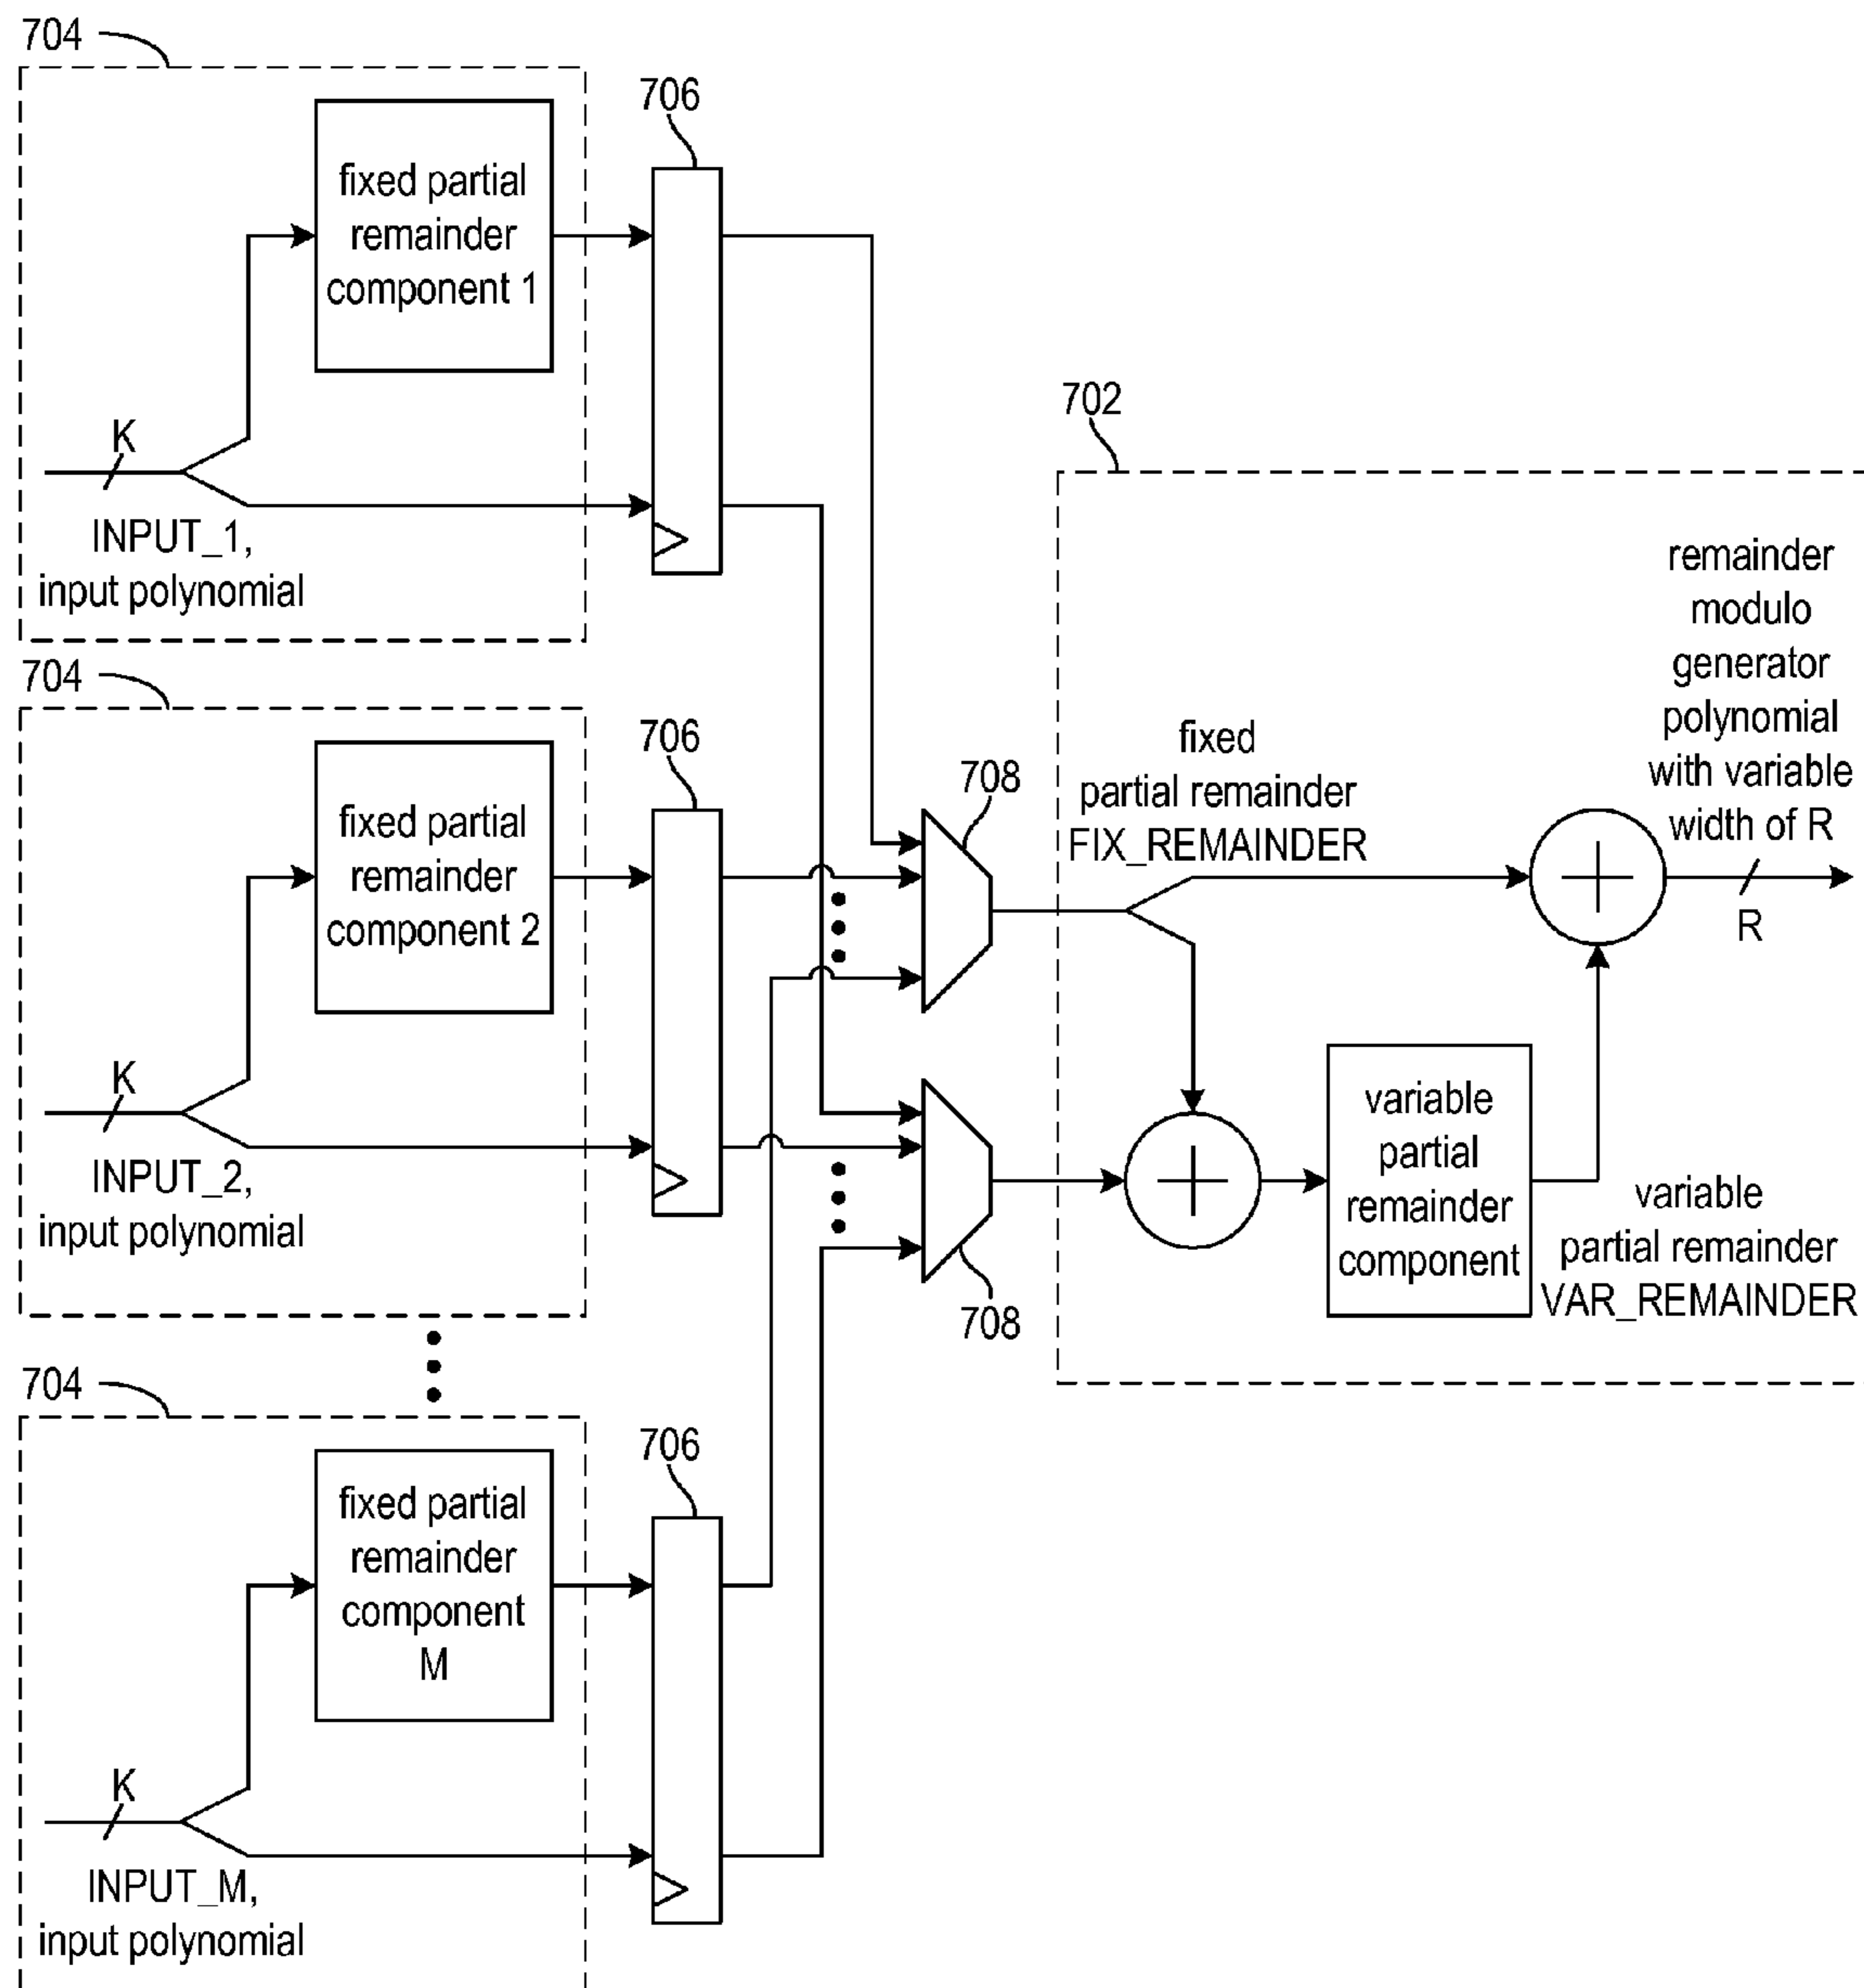 704
706
fixed partial
remainder
component 1
K
INPUT_1,
input polynomial
704
706
fixed partial
remainder
component 2
K
INPUT_2,
input polynomial
704
706
fixed partial
remainder
component
M
K
INPUT_M,
input polynomial
708
708
702
fixed
partial remainder
FIX_REMAINDER
remainder
modulo
generator
polynomial
with variable
width of R
R
variable
partial
remainder
component
variable
partial remainder
VAR_REMAINDER